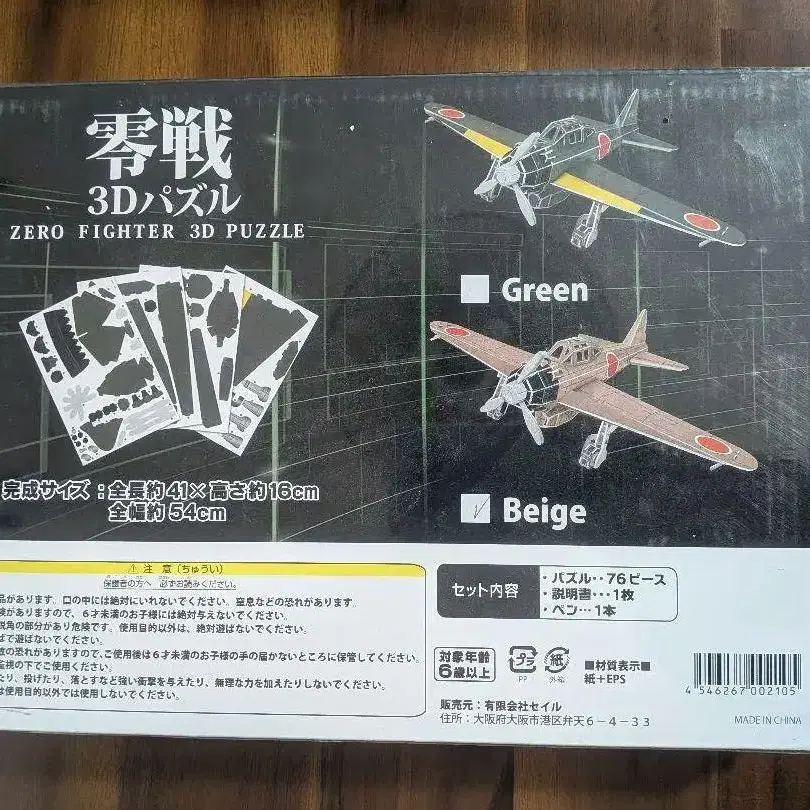 零戦
3Dパズル
ZERO FIGHTER 3D PUZZLE
Green
Beige
完成サイズ：全長約41×高さ約16cm
全幅約54cm
⚠注 意（ちゅうい）
保護者の方へ 必ずお読みください。
品があります。口の中には絶対にいれないでください。窒息などの恐れがあります。
険がありますので、6才未満のお子様には絶対与えないでください。
鋭角の部分があり危険です。使用目的以外は、絶対遊ばないでください。
ばで遊ばないでください。
の恐れがありますので、ご使用後は6才未満のお子様の手の届かないところに保管してください。
監視の下でご使用ください。
たり、投げたり、落とすなど強い衝撃を与えたり、無理な力を加えたりしないでください。
は使用目的以外では使用しないでください。
セット内容
・パズル‥76ピース
・説明書‥‥1枚
・ペン‥‥1本
対象年齢
6歳以上
プラ
PP
紙
外箱
■材質表示■
紙+EPS
販売元：有限会社セイル
住所：大阪府大阪市港区弁天6－4－33
4 546267 002105
MADE IN CHINA